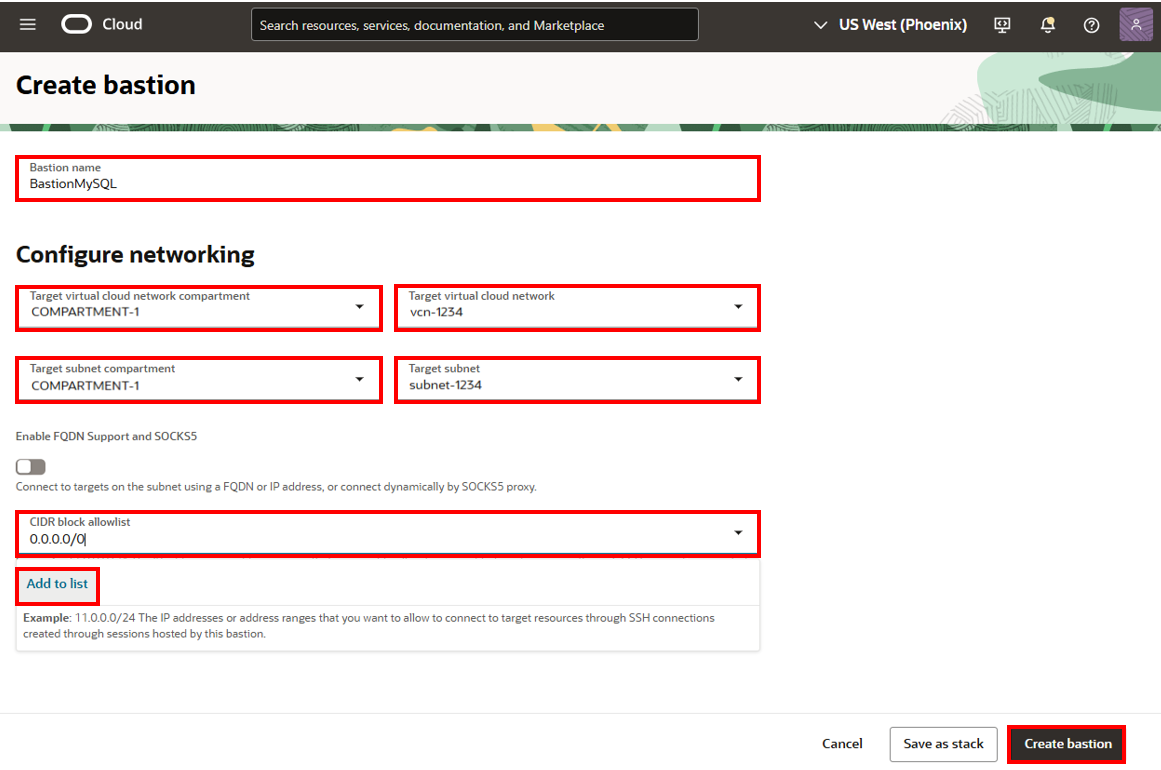 Cloud
Search resources, services, documentation, and Marketplace
US West (Phoenix)
Create bastion
Bastion name
BastionMySQL
Configure networking
Target virtual cloud network compartment
COMPARTMENT-1
Target virtual cloud network
vcn-1234
Target subnet compartment
COMPARTMENT-1
Target subnet
subnet-1234
Enable FQDN Support and SOCKS5
Connect to targets on the subnet using a FQDN or IP address, or connect dynamically by SOCKS5 proxy.
CIDR block allowlist
0.0.0.0/0
Add to list
Example: 11.0.0.0/24 The IP addresses or address ranges that you want to allow to connect to target resources through SSH connections
created through sessions hosted by this bastion.
Cancel
Save as stack
Create bastion